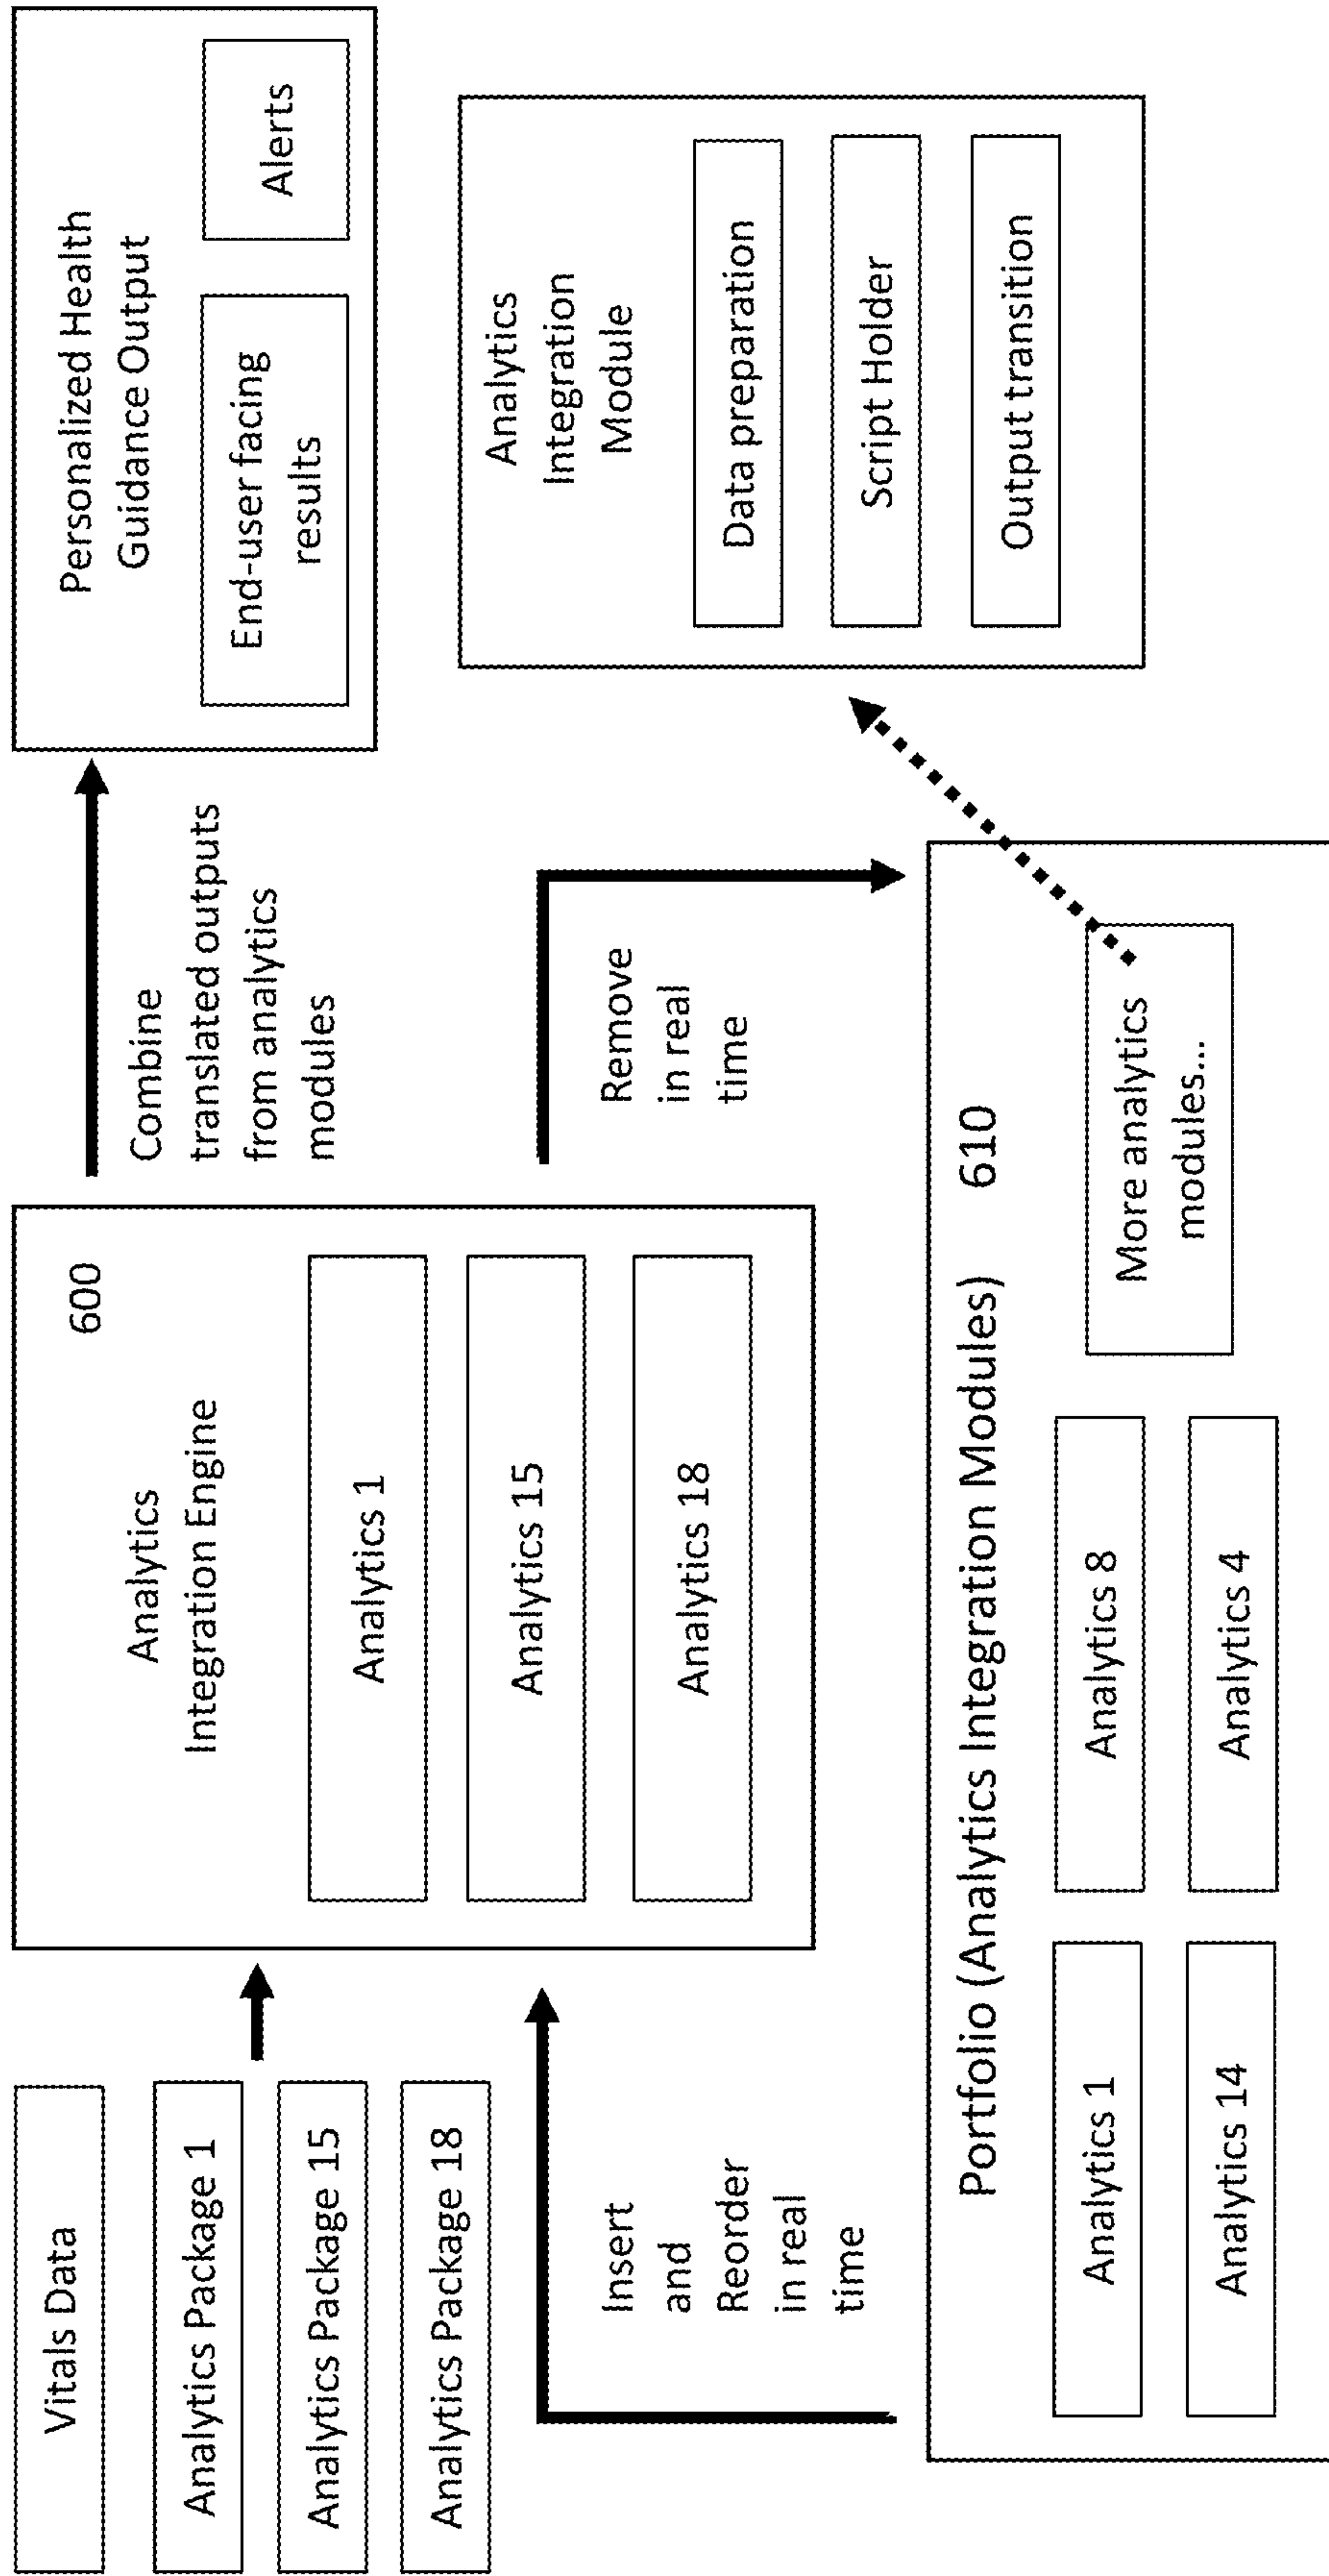 Vitals Data
Analytics Package 1
Analytics Package 15
Analytics Package 18
Analytics
Integration Engine
600
Analytics 1
Analytics 15
Analytics 18
Combine
translated outputs
from analytics
modules
Personalized Health
Guidance Output
End-user facing
results
Alerts
Insert
and
Reorder
in real
time
Remove
in real
time
Analytics
Integration
Module
Data preparation
Script Holder
Output transition
Portfolio (Analytics Integration Modules) 610
Analytics 1
Analytics 8
Analytics 14
Analytics 4
More analytics
modules...